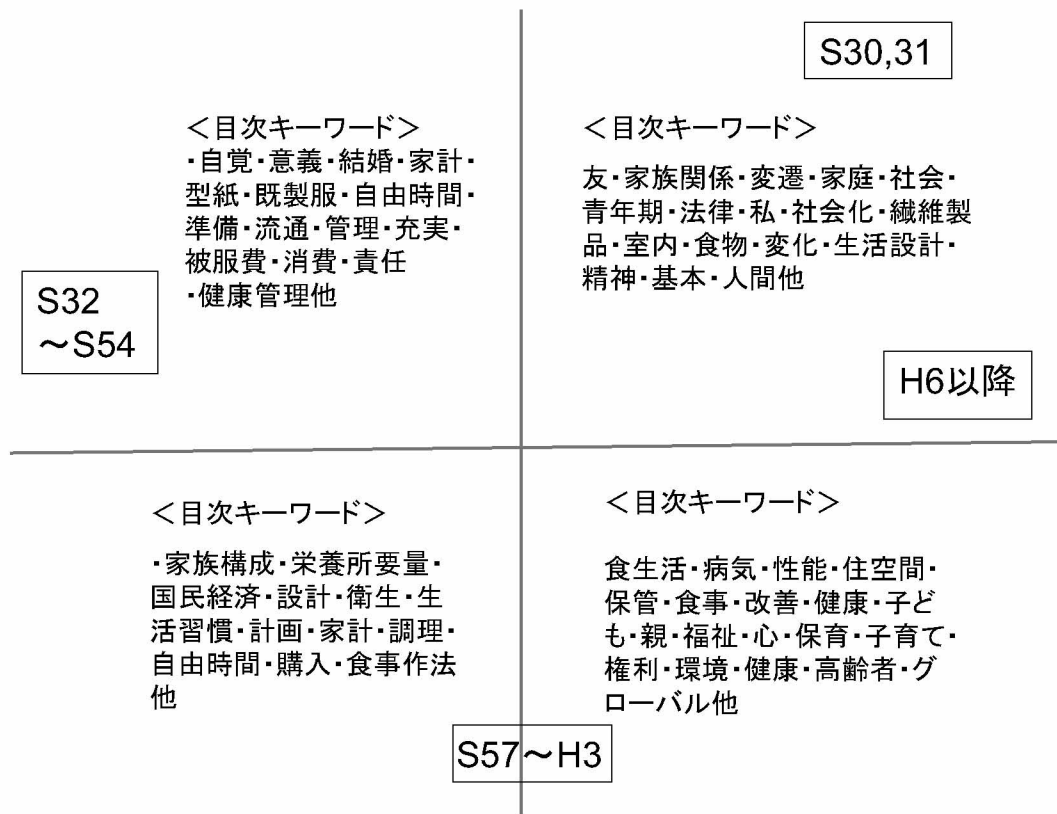 S30,31
＜目次キーワード＞
・自覚・意義・結婚・家計・
型紙・既製服・自由時間・
準備・流通・管理・充実・
被服費・消費・責任
・健康管理他
＜目次キーワード＞
友・家族関係・変遷・家庭・社会・
青年期・法律・私・社会化・繊維製
品・室内・食物・変化・生活設計・
精神・基本・人間他
S32
～S54
H6以降
＜目次キーワード＞
・家族構成・栄養所要量・
国民経済・設計・衛生・生
活習慣・計画・家計・調理・
自由時間・購入・食事作法
他
＜目次キーワード＞
食生活・病気・性能・住空間・
保管・食事・改善・健康・子ど
も・親・福祉・心・保育・子育て・
権利・環境・健康・高齢者・グ
ローバル他
S57～H3